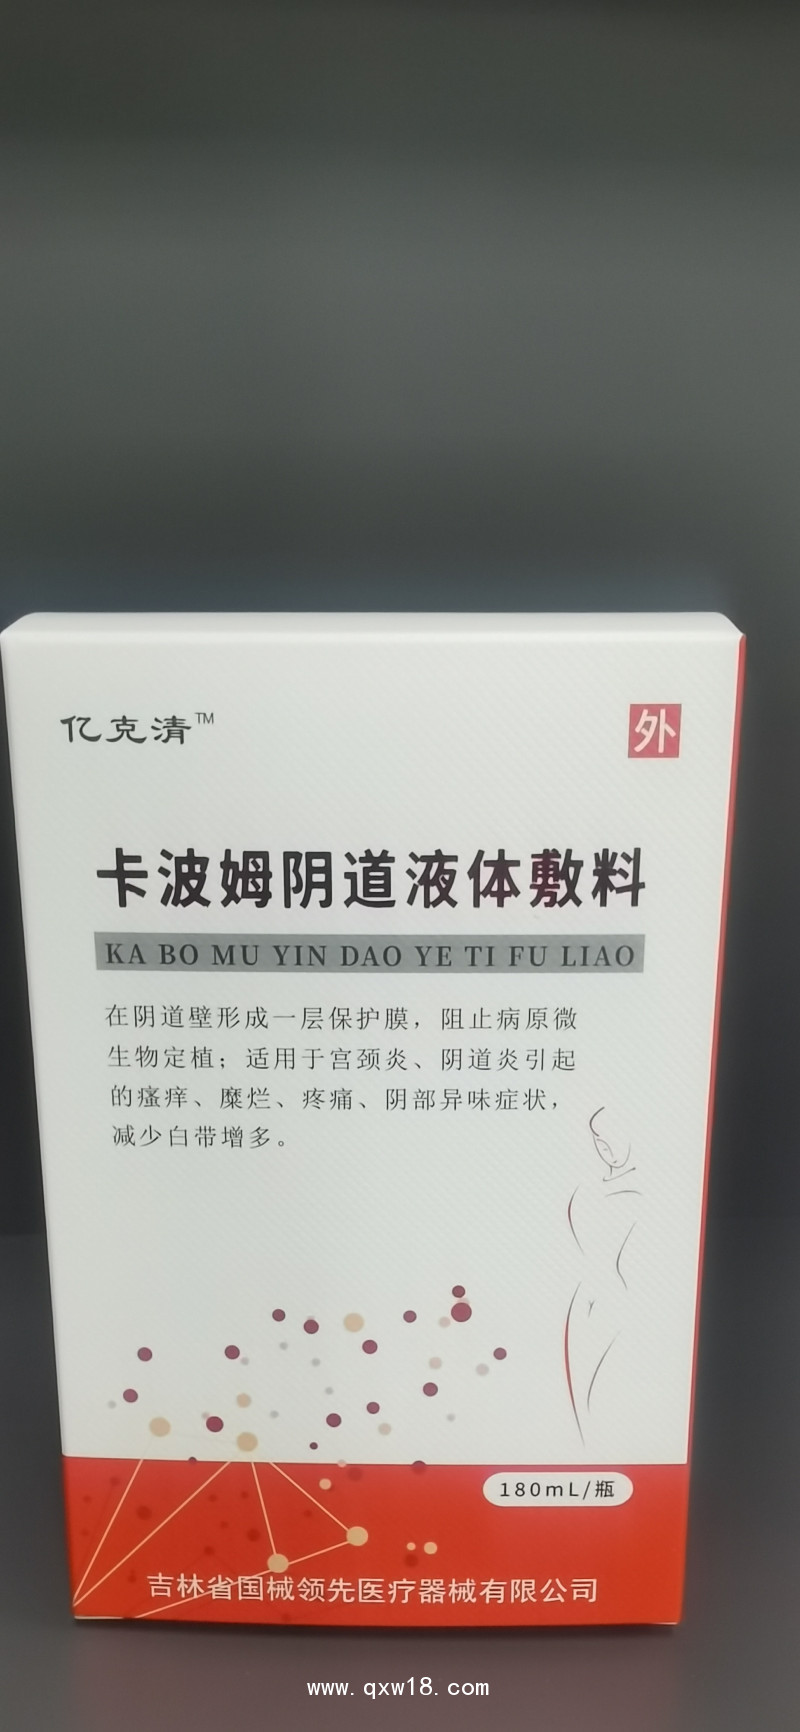 亿克清™
外
卡波姆阴道液体敷料
KA BO MU YIN DAO YE TI FU LIAO
在阴道壁形成一层保护膜，阻止病原微
生物定植；适用于宫颈炎、阴道炎引起
的瘙痒、糜烂、疼痛、阴部异味症状，
减少白带增多。
180mL/瓶
吉林省国械领先医疗器械有限公司
www.qxw18.com